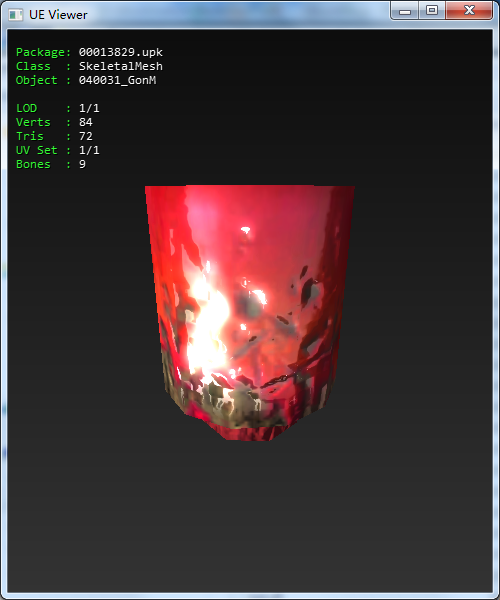 UE Viewer
Package: 00013829.upk
Class  : SkeletalMesh
Object : 040031_GonM
LOD    : 1/1
Verts  : 84
Tris   : 72
UV Set : 1/1
Bones  : 9